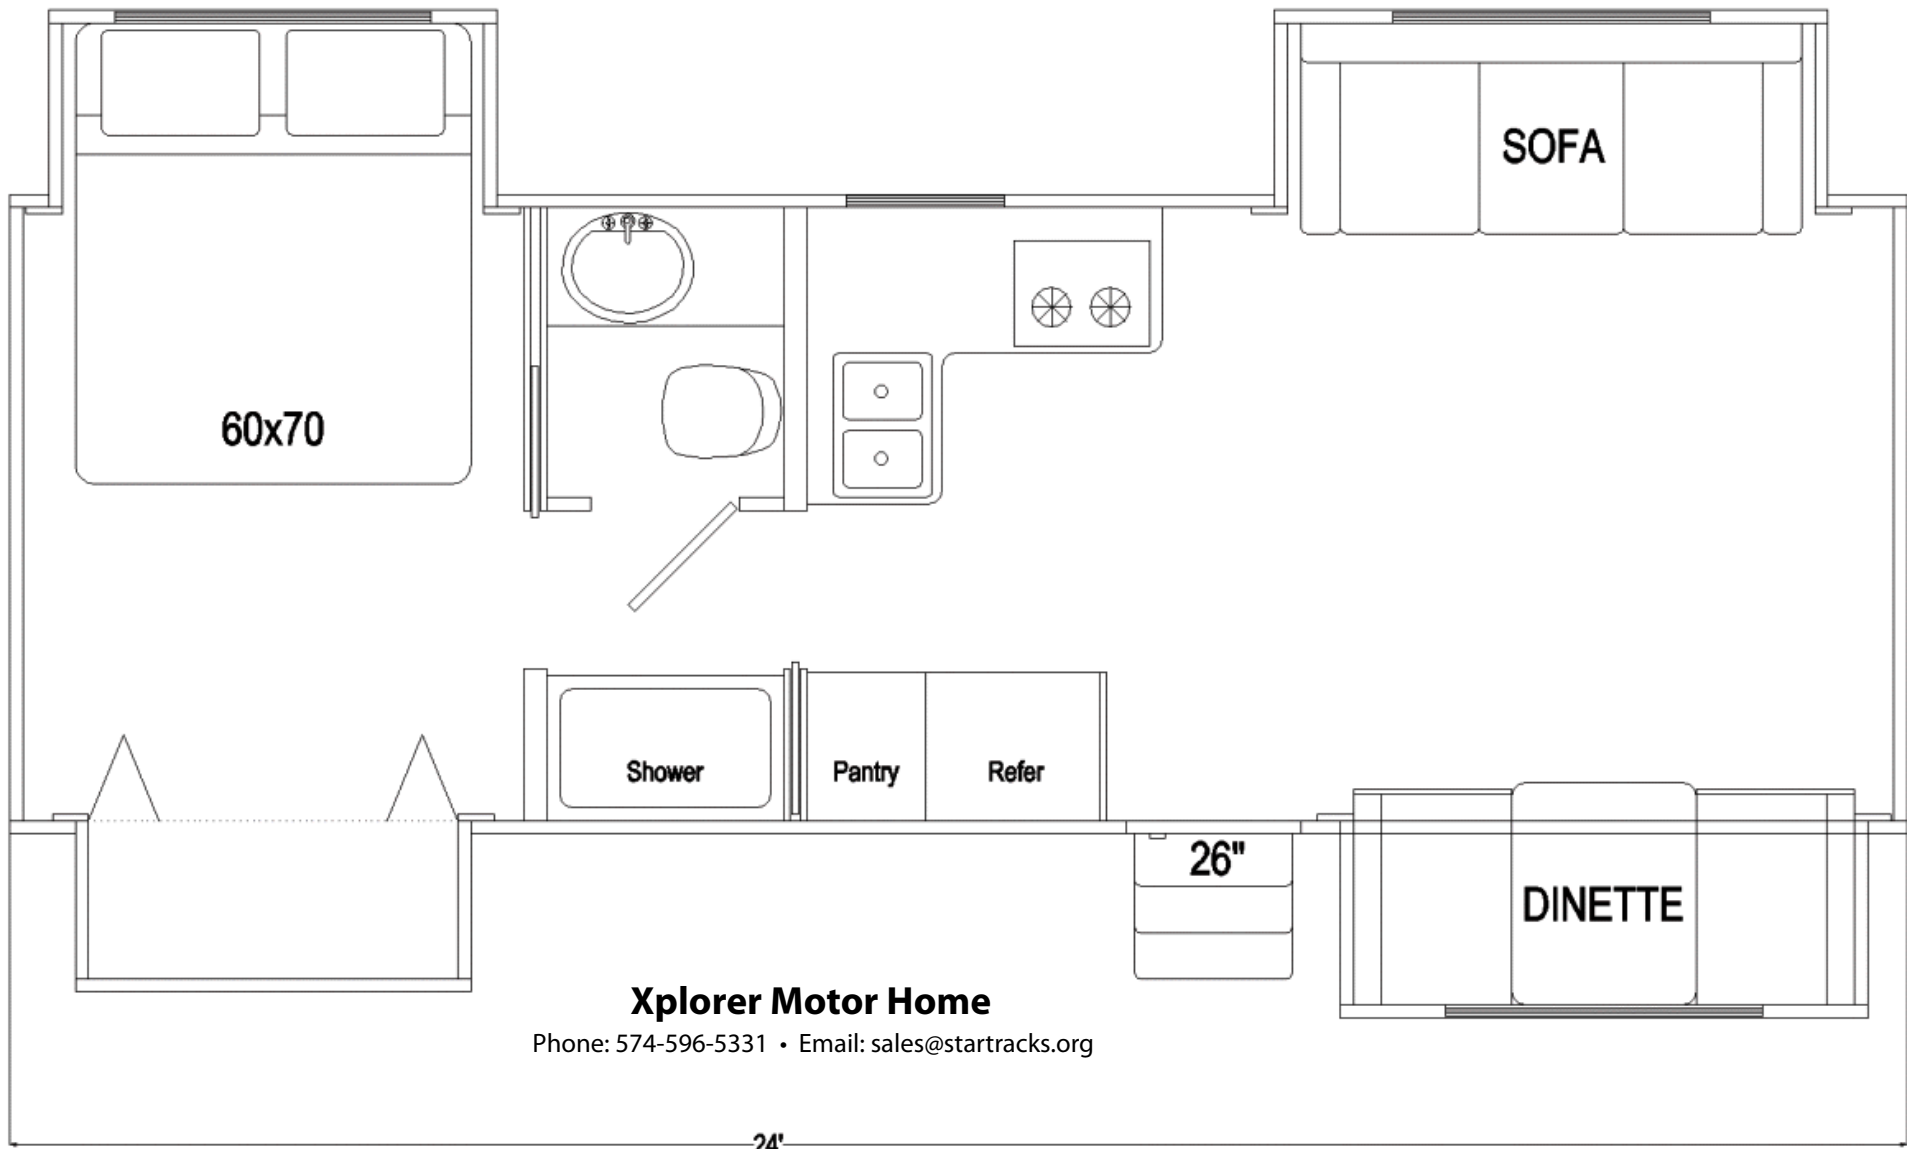 SOFA
60x70
Shower
Pantry
Refer
26"
DINETTE
Xplorer Motor Home
Phone: 574-596-5331 • Email: sales@startracks.org
24'